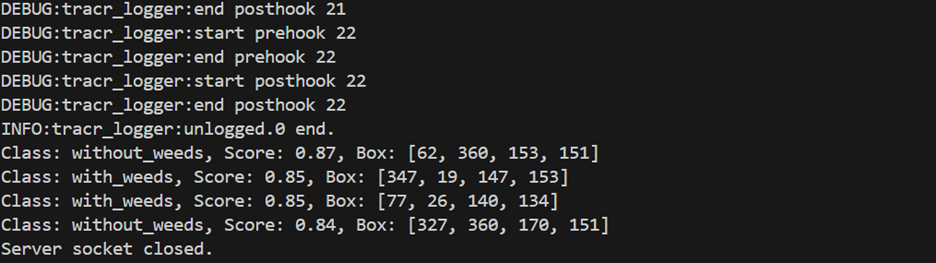 DEBUG:tracr_logger:end posthook 21
DEBUG:tracr_logger:start prehook 22
DEBUG:tracr_logger:end prehook 22
DEBUG:tracr_logger:start posthook 22
DEBUG:tracr_logger:end posthook 22
INFO:tracr_logger:unlogged.0 end.
Class: without_weeds, Score: 0.87, Box: [62, 360, 153, 151]
Class: with_weeds, Score: 0.85, Box: [347, 19, 147, 153]
Class: with_weeds, Score: 0.85, Box: [77, 26, 140, 134]
Class: without_weeds, Score: 0.84, Box: [327, 360, 170, 151]
Server socket closed.